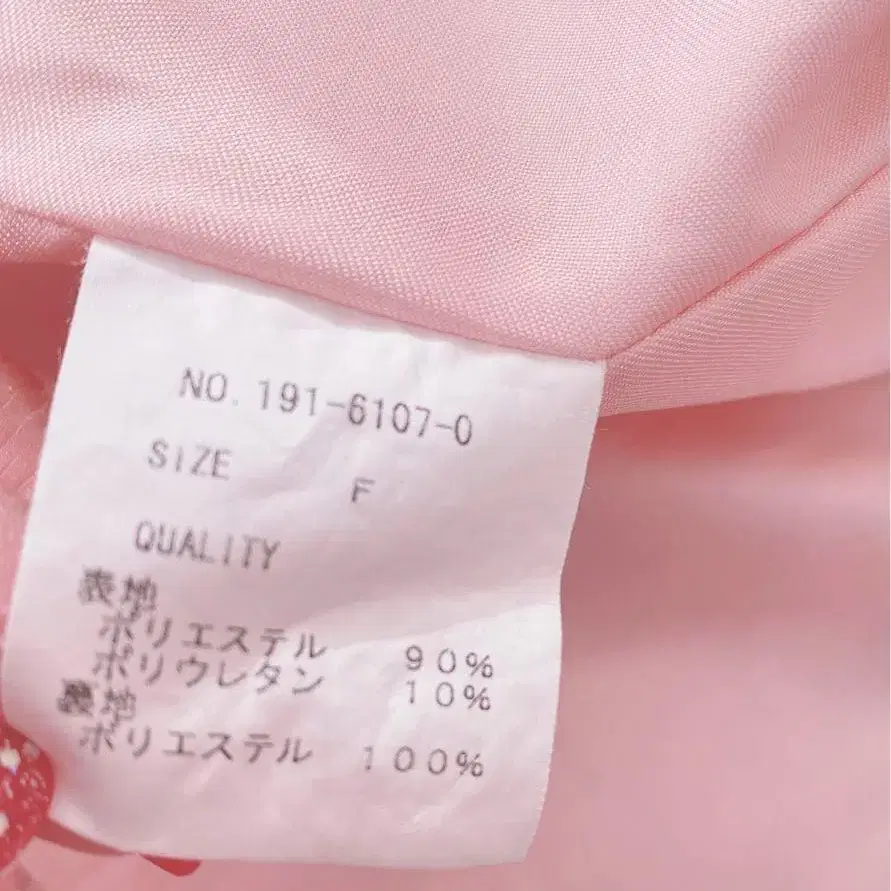 NO. 191-6107-0
SIZE F
QUALITY
表地
ポリエステル 90%
ポリウレタン 10%
裏地
ポリエステル 100%